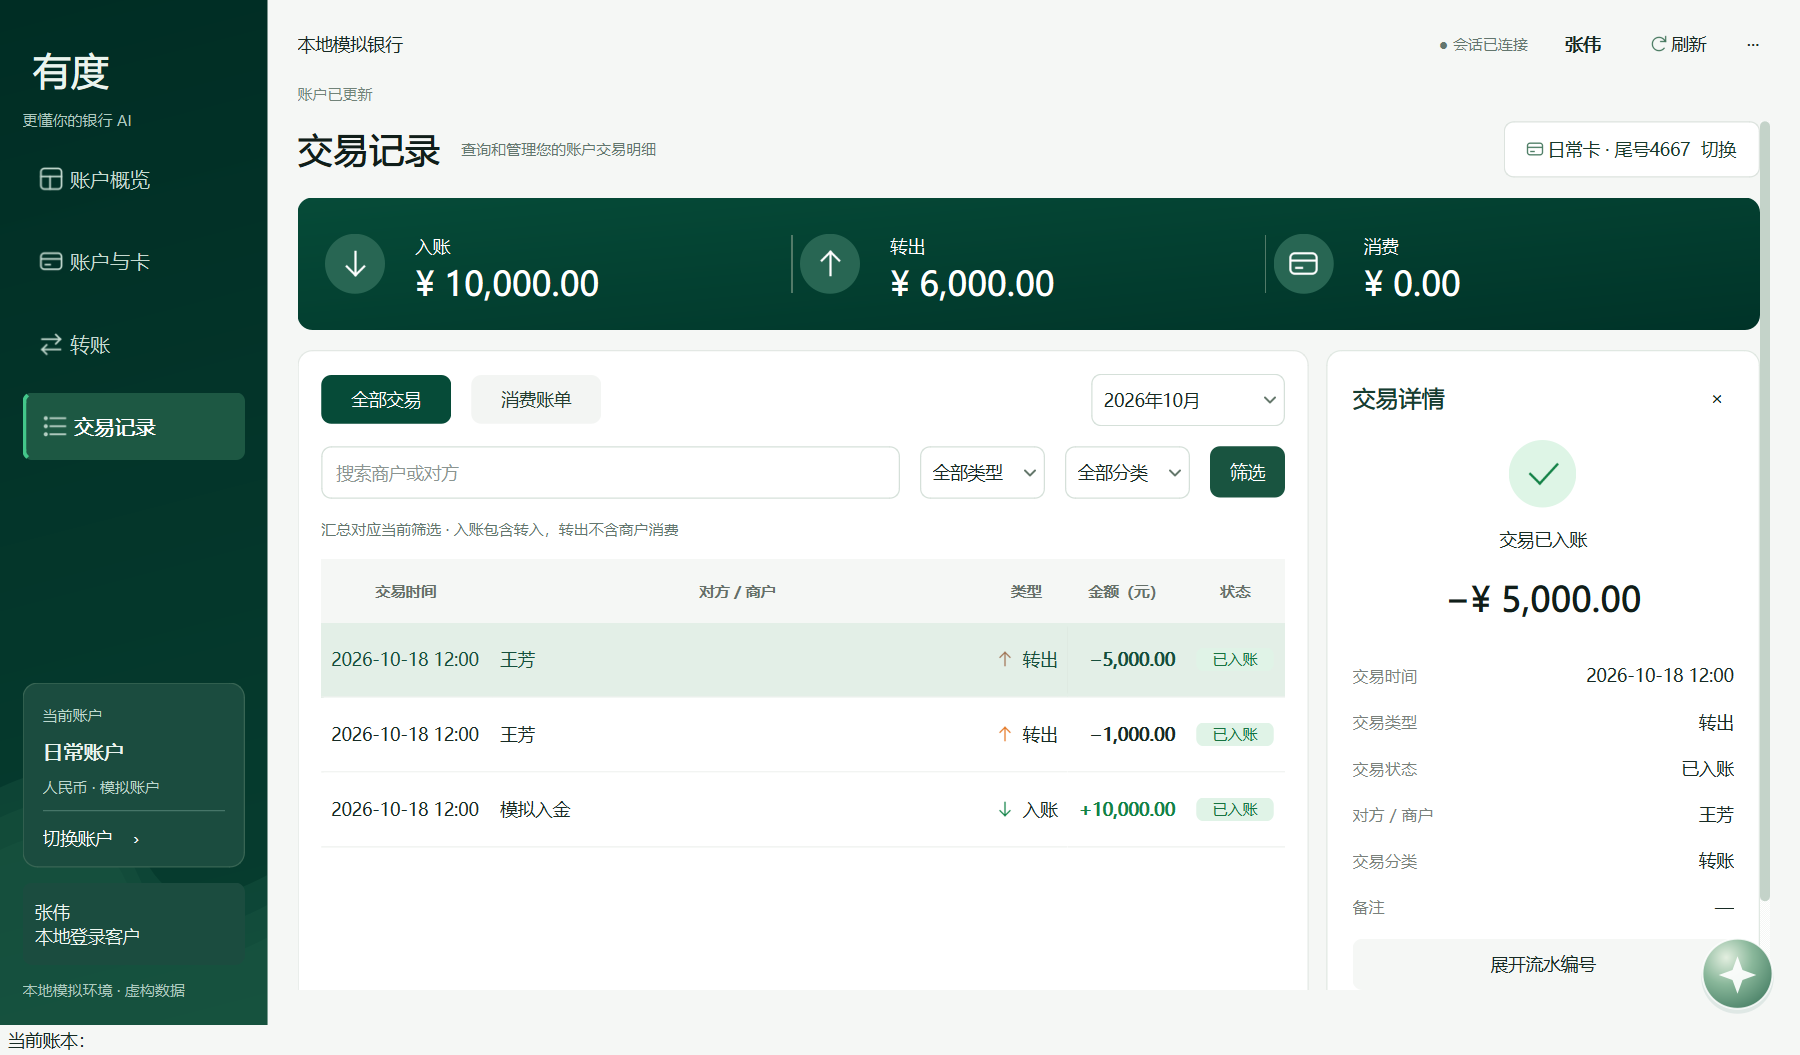 有度
更懂你的银行 AI
账户概览
账户与卡
转账
交易记录
当前账户
日常账户
人民币 · 模拟账户
切换账户 ›
张伟
本地登录客户
本地模拟环境 · 虚构数据
当前账本：
本地模拟银行
● 会话已连接 张伟 刷新 ...
账户已更新
交易记录 查询和管理您的账户交易明细
日常卡 · 尾号4667 切换
入账
¥ 10,000.00
转出
¥ 6,000.00
消费
¥ 0.00
全部交易 消费账单 2026年10月
搜索商户或对方 全部类型 全部分类 筛选
汇总对应当前筛选 · 入账包含转入，转出不含商户消费
交易时间 对方 / 商户 类型 金额（元） 状态
2026-10-18 12:00 王芳 ↑ 转出 −5,000.00 已入账
2026-10-18 12:00 王芳 ↑ 转出 −1,000.00 已入账
2026-10-18 12:00 模拟入金 ↓ 入账 +10,000.00 已入账
交易详情 ×
交易已入账
−¥ 5,000.00
交易时间 2026-10-18 12:00
交易类型 转出
交易状态 已入账
对方 / 商户 王芳
交易分类 转账
备注 —
展开流水编号